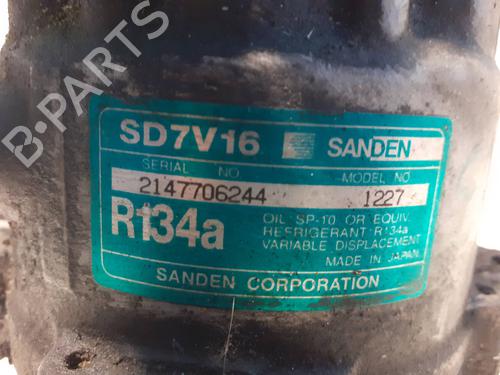 SD7V16 SANDEN
SERIAL NO. MODEL NO.
2147706244 1227
R134a
OIL SP-10 OR EQUIV.
REFRIGERANT R134a
VARIABLE DISPLACEMENT
MADE IN JAPAN
SANDEN CORPORATION